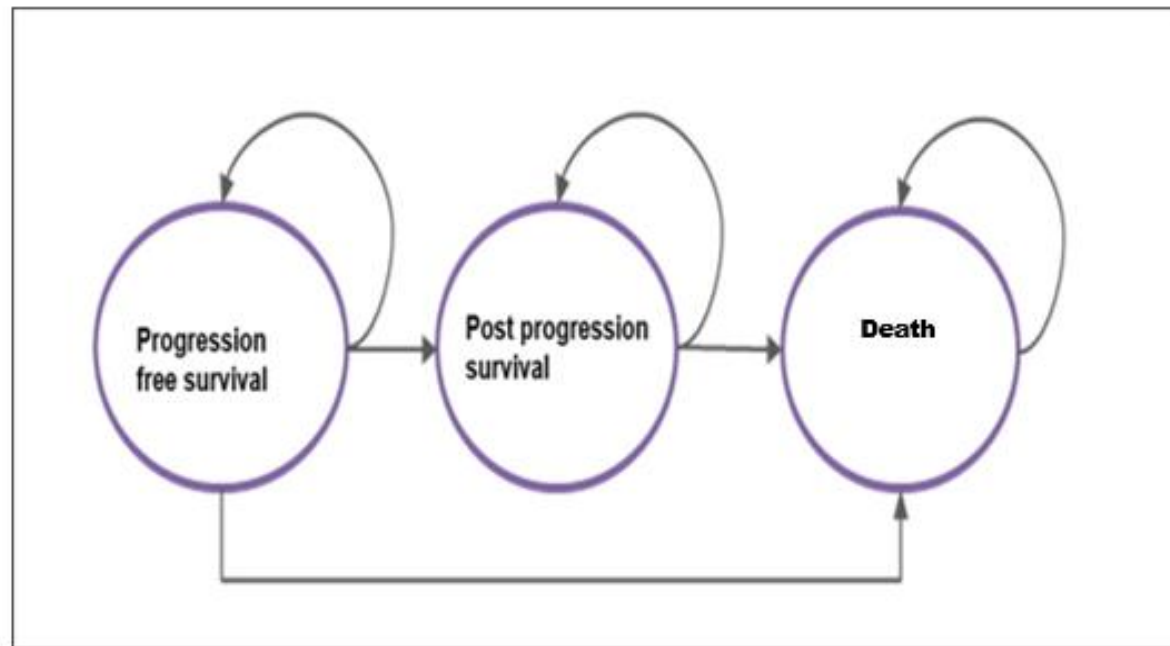 Progression
free survival
Post progression
survival
Death